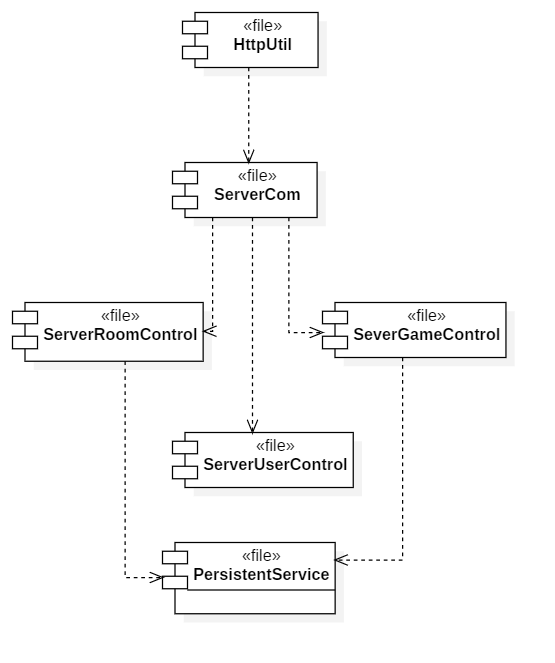 «file»
HttpUtil
«file»
ServerCom
«file»
ServerRoomControl
«file»
SeverGameControl
«file»
ServerUserControl
«file»
PersistentService